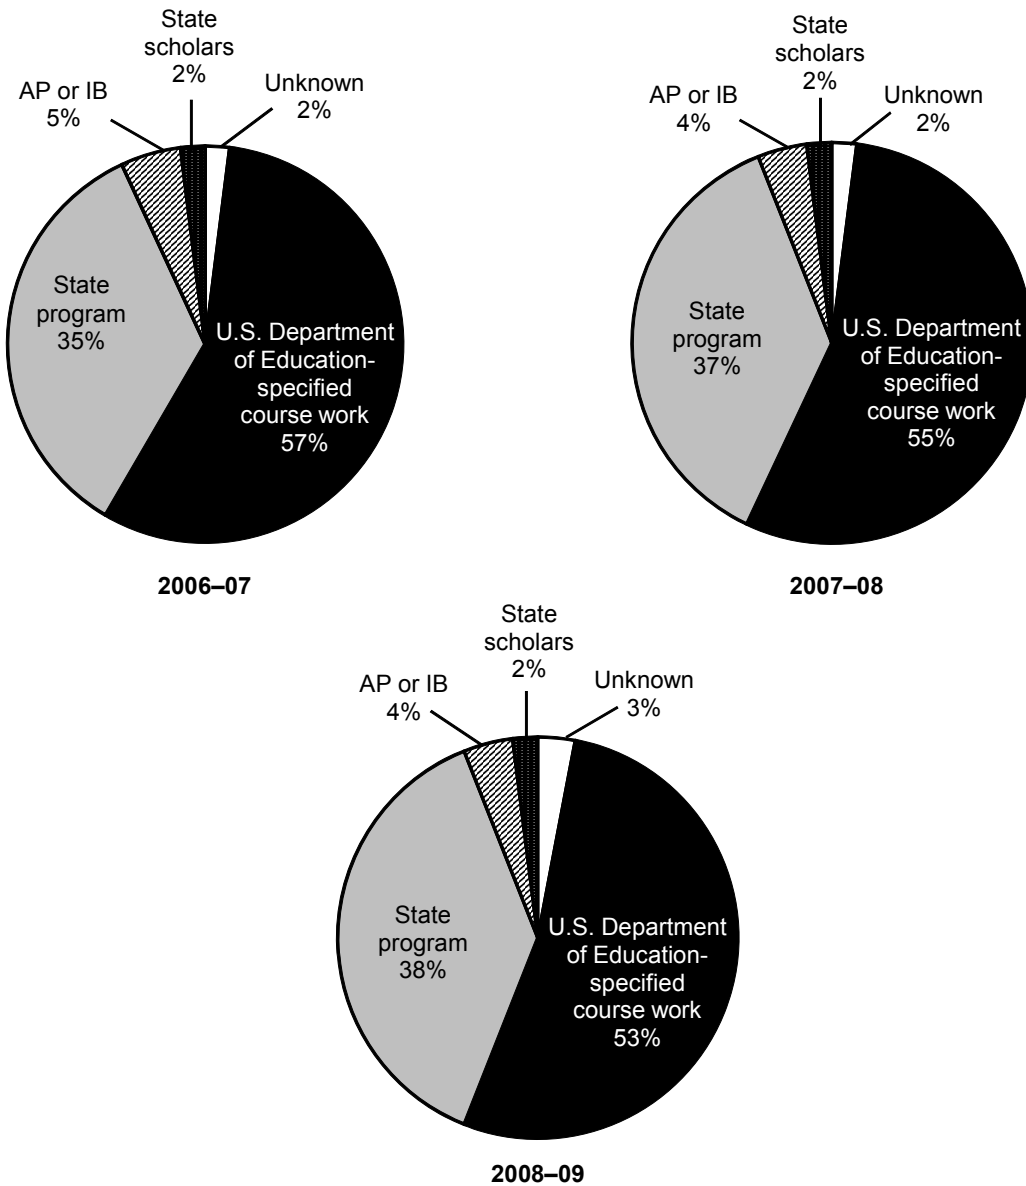 State
scholars
2%
Unknown
2%
AP or IB
5%
State
program
35%
U.S. Department
of Education-
specified
course work
57%
2006–07
State
scholars
2%
AP or IB
4%
Unknown
2%
State
program
37%
U.S. Department
of Education-
specified
course work
55%
2007–08
State
scholars
2%
AP or IB
4%
Unknown
3%
State
program
38%
U.S. Department
of Education-
specified
course work
53%
2008–09